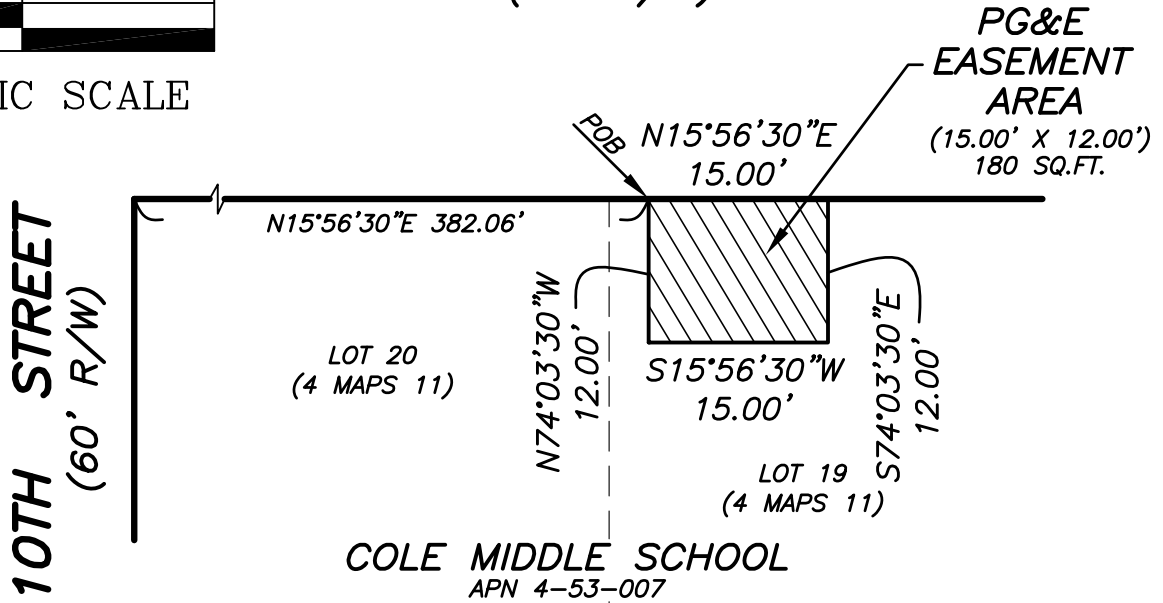 IC SCALE
PG&E
EASEMENT
AREA
(15.00' X 12.00')
180 SQ.FT.
POB
N15°56'30"E
15.00'
N15°56'30"E 382.06'
10TH STREET
(60' R/W)
LOT 20
(4 MAPS 11)
N74°03'30"W
12.00'
S15°56'30"W
15.00'
S74°03'30"E
12.00'
LOT 19
(4 MAPS 11)
COLE MIDDLE SCHOOL
APN 4-53-007